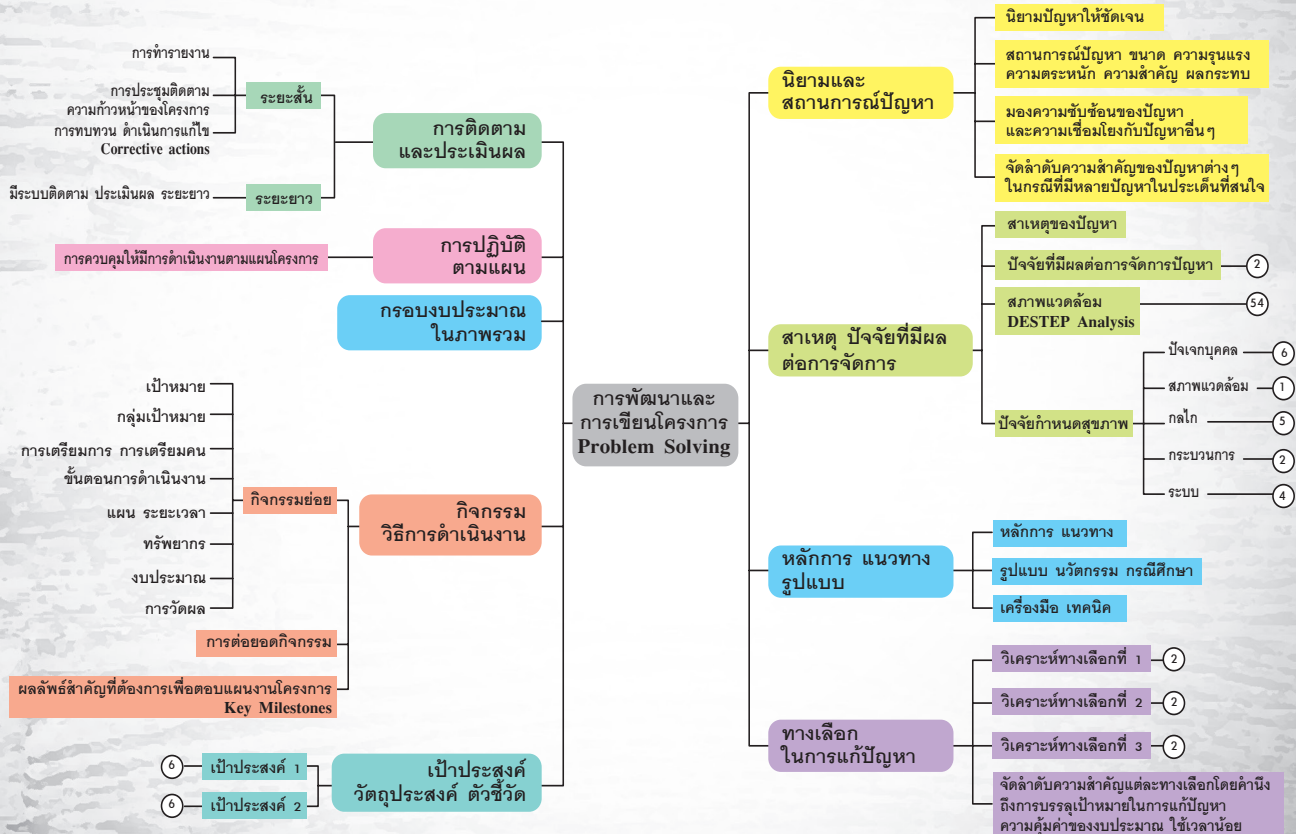 การพัฒนาและ
การเขียนโครงการ
Problem Solving
นิยามและ
สถานการณ์ปัญหา
นิยามปัญหาให้ชัดเจน
สถานการณ์ปัญหา ขนาด ความรุนแรง
ความตระหนัก ความสำคัญ ผลกระทบ
มองความซับซ้อนของปัญหา
และความเชื่อมโยงกับปัญหาอื่นๆ
จัดลำดับความสำคัญของปัญหาต่างๆ
ในกรณีที่มีหลายปัญหาในประเด็นที่สนใจ
สาเหตุ ปัจจัยที่มีผล
ต่อการจัดการ
สาเหตุของปัญหา
ปัจจัยที่มีผลต่อการจัดการปัญหา
2
สภาพแวดล้อม
DESTEP Analysis
54
ปัจจัยกำหนดสุขภาพ
ปัจเจกบุคคล
6
สภาพแวดล้อม
1
กลไก
5
กระบวนการ
2
ระบบ
4
หลักการ แนวทาง
รูปแบบ
หลักการ แนวทาง
รูปแบบ นวัตกรรม กรณีศึกษา
เครื่องมือ เทคนิค
ทางเลือก
ในการแก้ปัญหา
วิเคราะห์ทางเลือกที่ 1
2
วิเคราะห์ทางเลือกที่ 2
2
วิเคราะห์ทางเลือกที่ 3
2
จัดลำดับความสำคัญแต่ละทางเลือกโดยคำนึง
ถึงการบรรลุเป้าหมายในการแก้ปัญหา
ความคุ้มค่าของงบประมาณ ใช้เวลาน้อย
การติดตาม
และประเมินผล
ระยะสั้น
การทำรายงาน
การประชุมติดตาม
ความก้าวหน้าของโครงการ
การทบทวน ดำเนินการแก้ไข
Corrective actions
ระยะยาว
มีระบบติดตาม ประเมินผล ระยะยาว
การปฏิบัติ
ตามแผน
การควบคุมให้มีการดำเนินงานตามแผนโครงการ
กรอบงบประมาณ
ในภาพรวม
กิจกรรม
วิธีการดำเนินงาน
กิจกรรมย่อย
เป้าหมาย
กลุ่มเป้าหมาย
การเตรียมการ การเตรียมคน
ขั้นตอนการดำเนินงาน
แผน ระยะเวลา
ทรัพยากร
งบประมาณ
การวัดผล
การต่อยอดกิจกรรม
ผลลัพธ์สำคัญที่ต้องการเพื่อตอบแผนงานโครงการ
Key Milestones
เป้าประสงค์
วัตถุประสงค์ ตัวชี้วัด
เป้าประสงค์ 1
6
เป้าประสงค์ 2
6